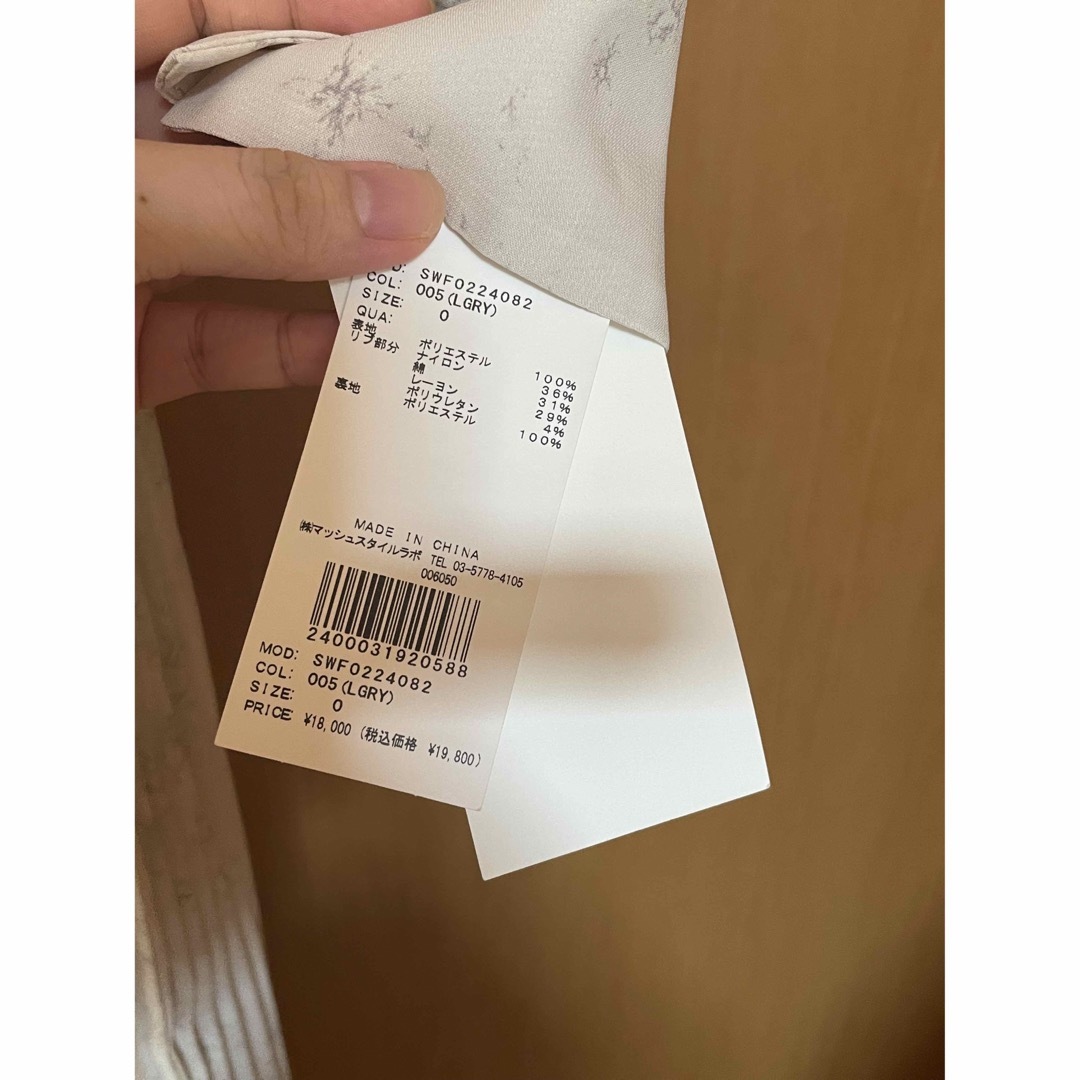 D: SWF0224082
COL: 005(LGRY)
SIZE: 0
QUA:
表地 ポリエステル 100%
リブ部分 ナイロン 36%
綿 31%
レーヨン 29%
ポリウレタン 4%
裏地 ポリエステル 100%
MADE IN CHINA
㈱マッシュスタイルラボ TEL 03-5778-4105
006050
2400031920588
MOD: SWF0224082
COL: 005(LGRY)
SIZE: 0
PRICE: ¥18,000 (税込価格 ¥19,800)